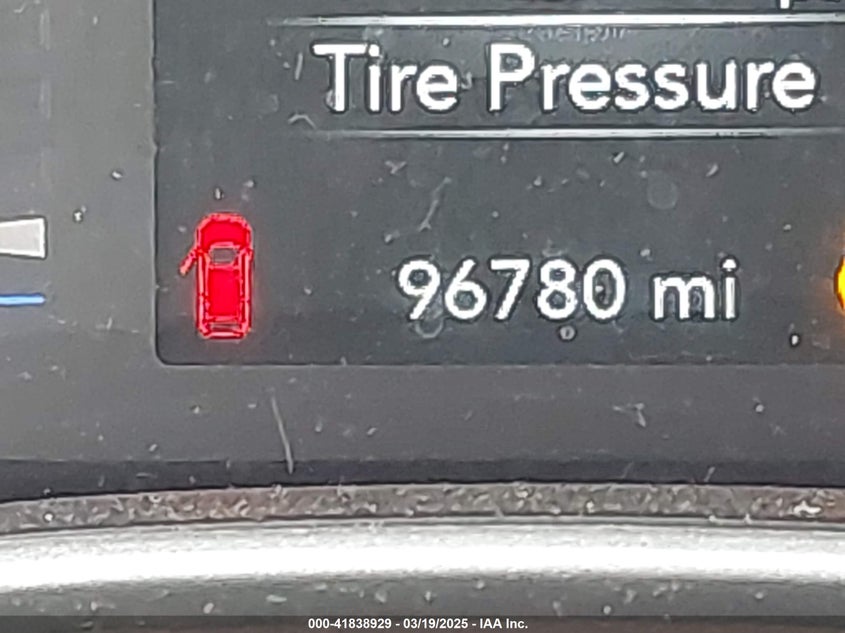 Tire Pressure
96780 mi
000-41838929 - 03/19/2025 - IAA Inc.